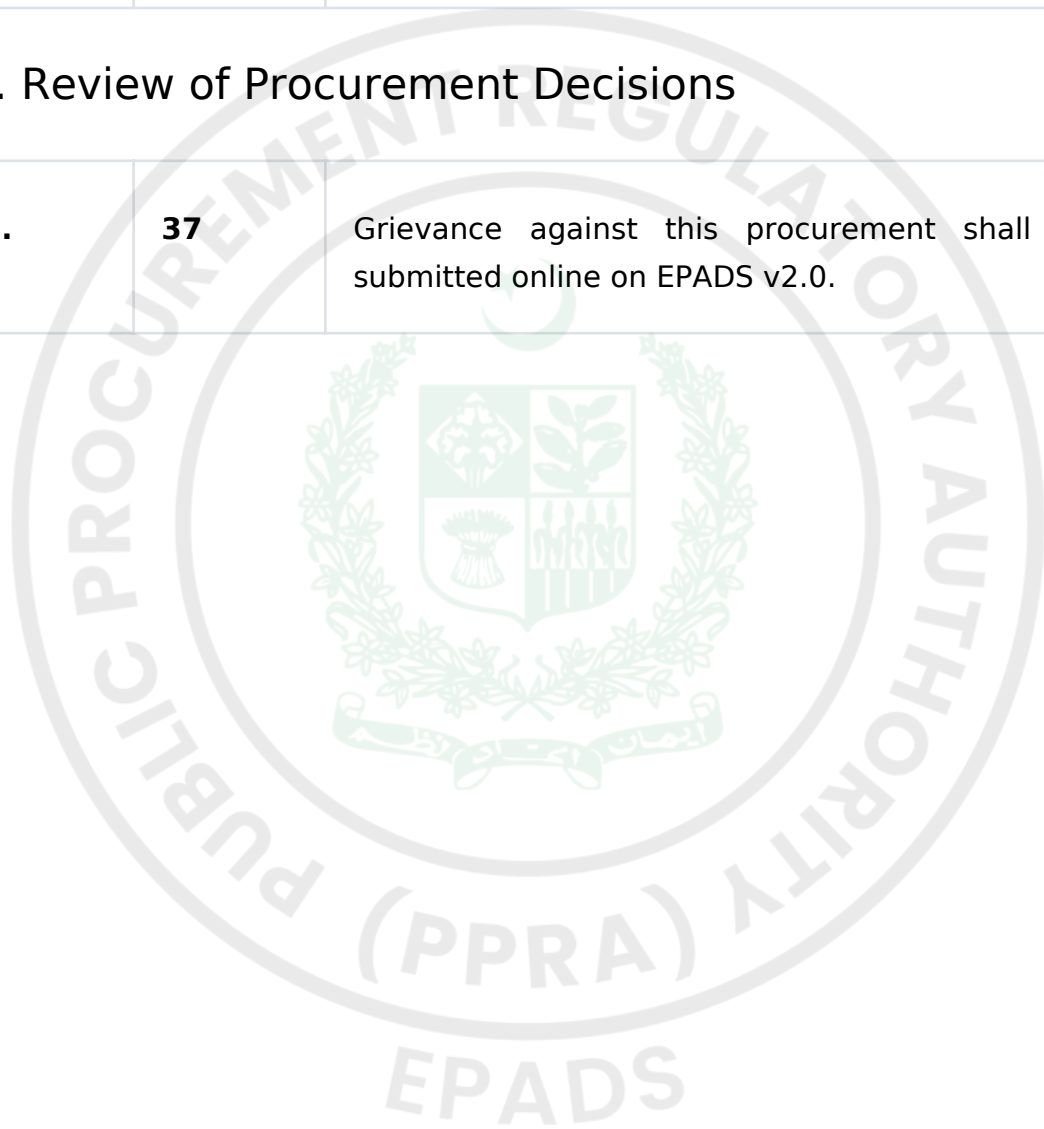 . Review of Procurement Decisions
. 37 Grievance against this procurement shall
submitted online on EPADS v2.0.
PUBLIC PROCUREMENT REGULATORY AUTHORITY
(PPRA)
EPADS